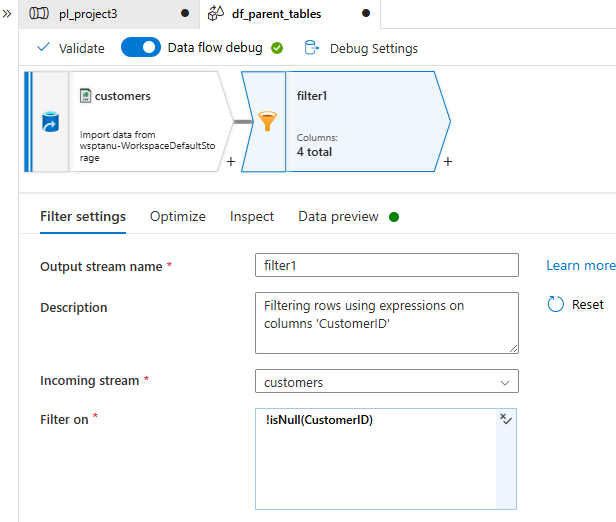 pl_project3
df_parent_tables
Validate
Data flow debug
Debug Settings
customers
Import data from
wsptanu-WorkspaceDefaultSto
rage
+
filter1
Columns:
4 total
+
Filter settings
Optimize
Inspect
Data preview
Output stream name *
filter1
Learn more
Description
Filtering rows using expressions on
columns 'CustomerID'
Reset
Incoming stream *
customers
Filter on *
!isNull(CustomerID)